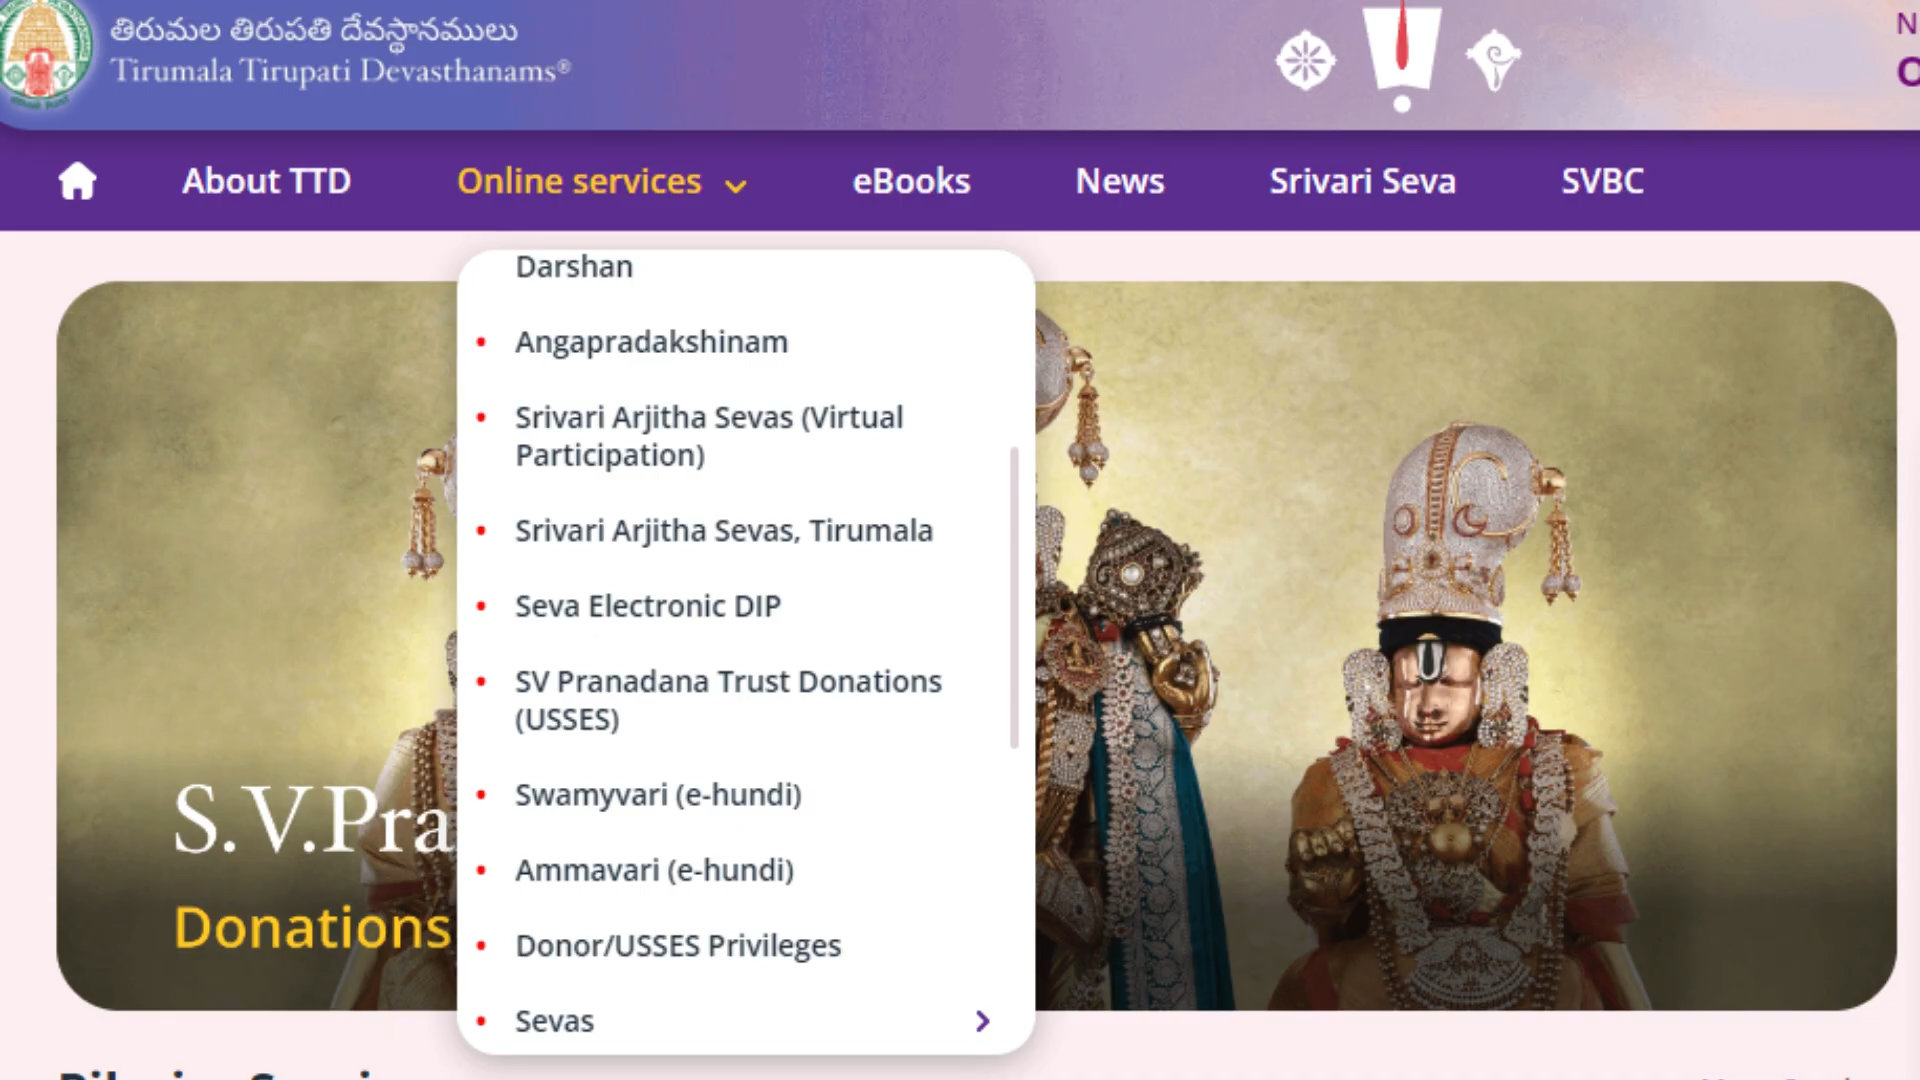 తిరుమల తిరుపతి దేవస్థానములు
Tirumala Tirupati Devasthanams®
About TTD
Online services
eBooks
News
Srivari Seva
SVBC
Darshan
Angapradakshinam
Srivari Arjitha Sevas (Virtual
Participation)
Srivari Arjitha Sevas, Tirumala
Seva Electronic DIP
SV Pranadana Trust Donations
(USSES)
Swamyvari (e-hundi)
Ammavari (e-hundi)
Donor/USSES Privileges
Sevas
S.V.Pra
Donations